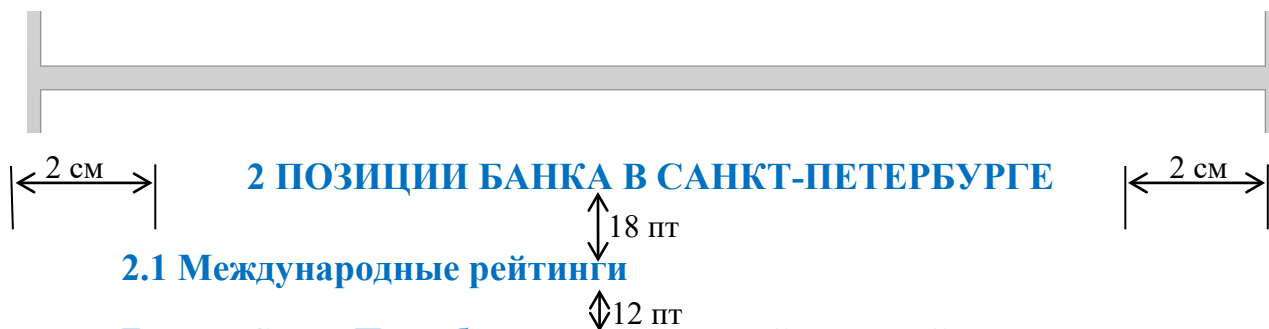 2 см 2 ПОЗИЦИИ БАНКА В САНКТ-ПЕТЕРБУРГЕ 2 см
18 пт
2.1 Международные рейтинги
12 пт